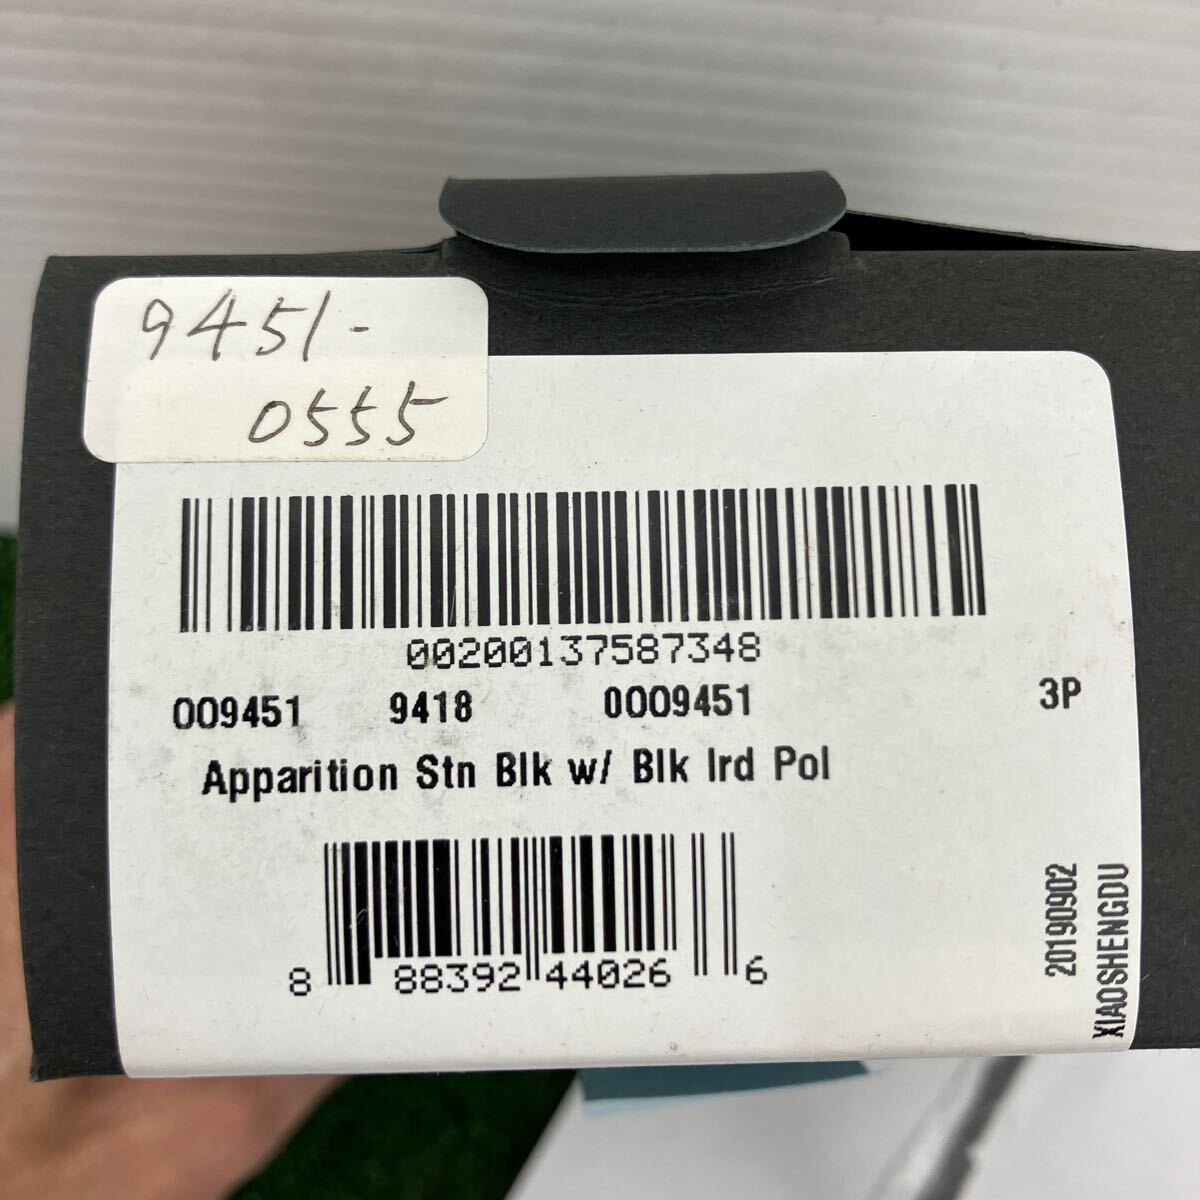 9451-
0555
00200137587348
009451 9418 0009451 3P
Apparition Stn Blk w/ Blk Ird Pol
8 88392 44026 6
20190902
XIAOSHENGDU